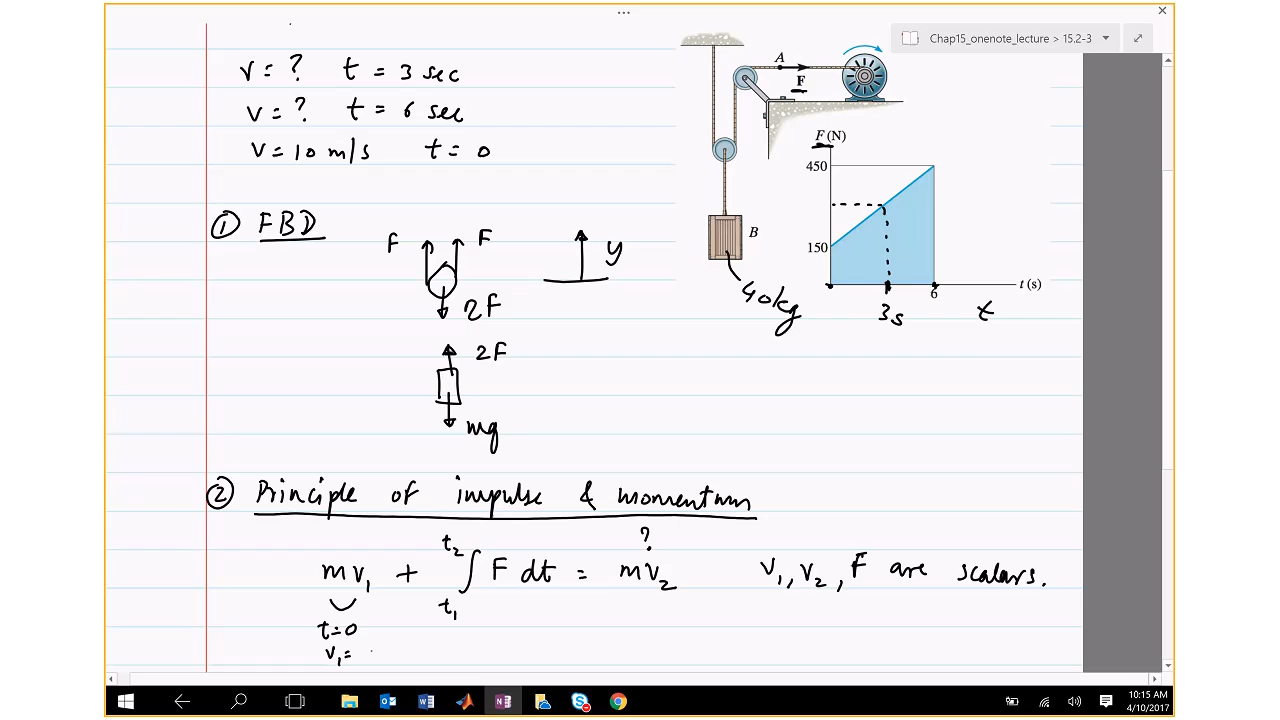 Chap15_onenote_lecture > 15.2-3
v = ? t = 3 sec
v = ? t = 6 sec
v = 10 m/s t = 0
A
F
F (N)
450
150
B
40kg
6
t (s)
3s
t
① FBD
F F
y
2F
2F
mg
② Principle of impulse & momentum
?
mv₁ + ∫ F dt = mv₂ v₁, v₂, F are scalars.
t₂
t₁
t=0
v₁=
10:15 AM
4/10/2017